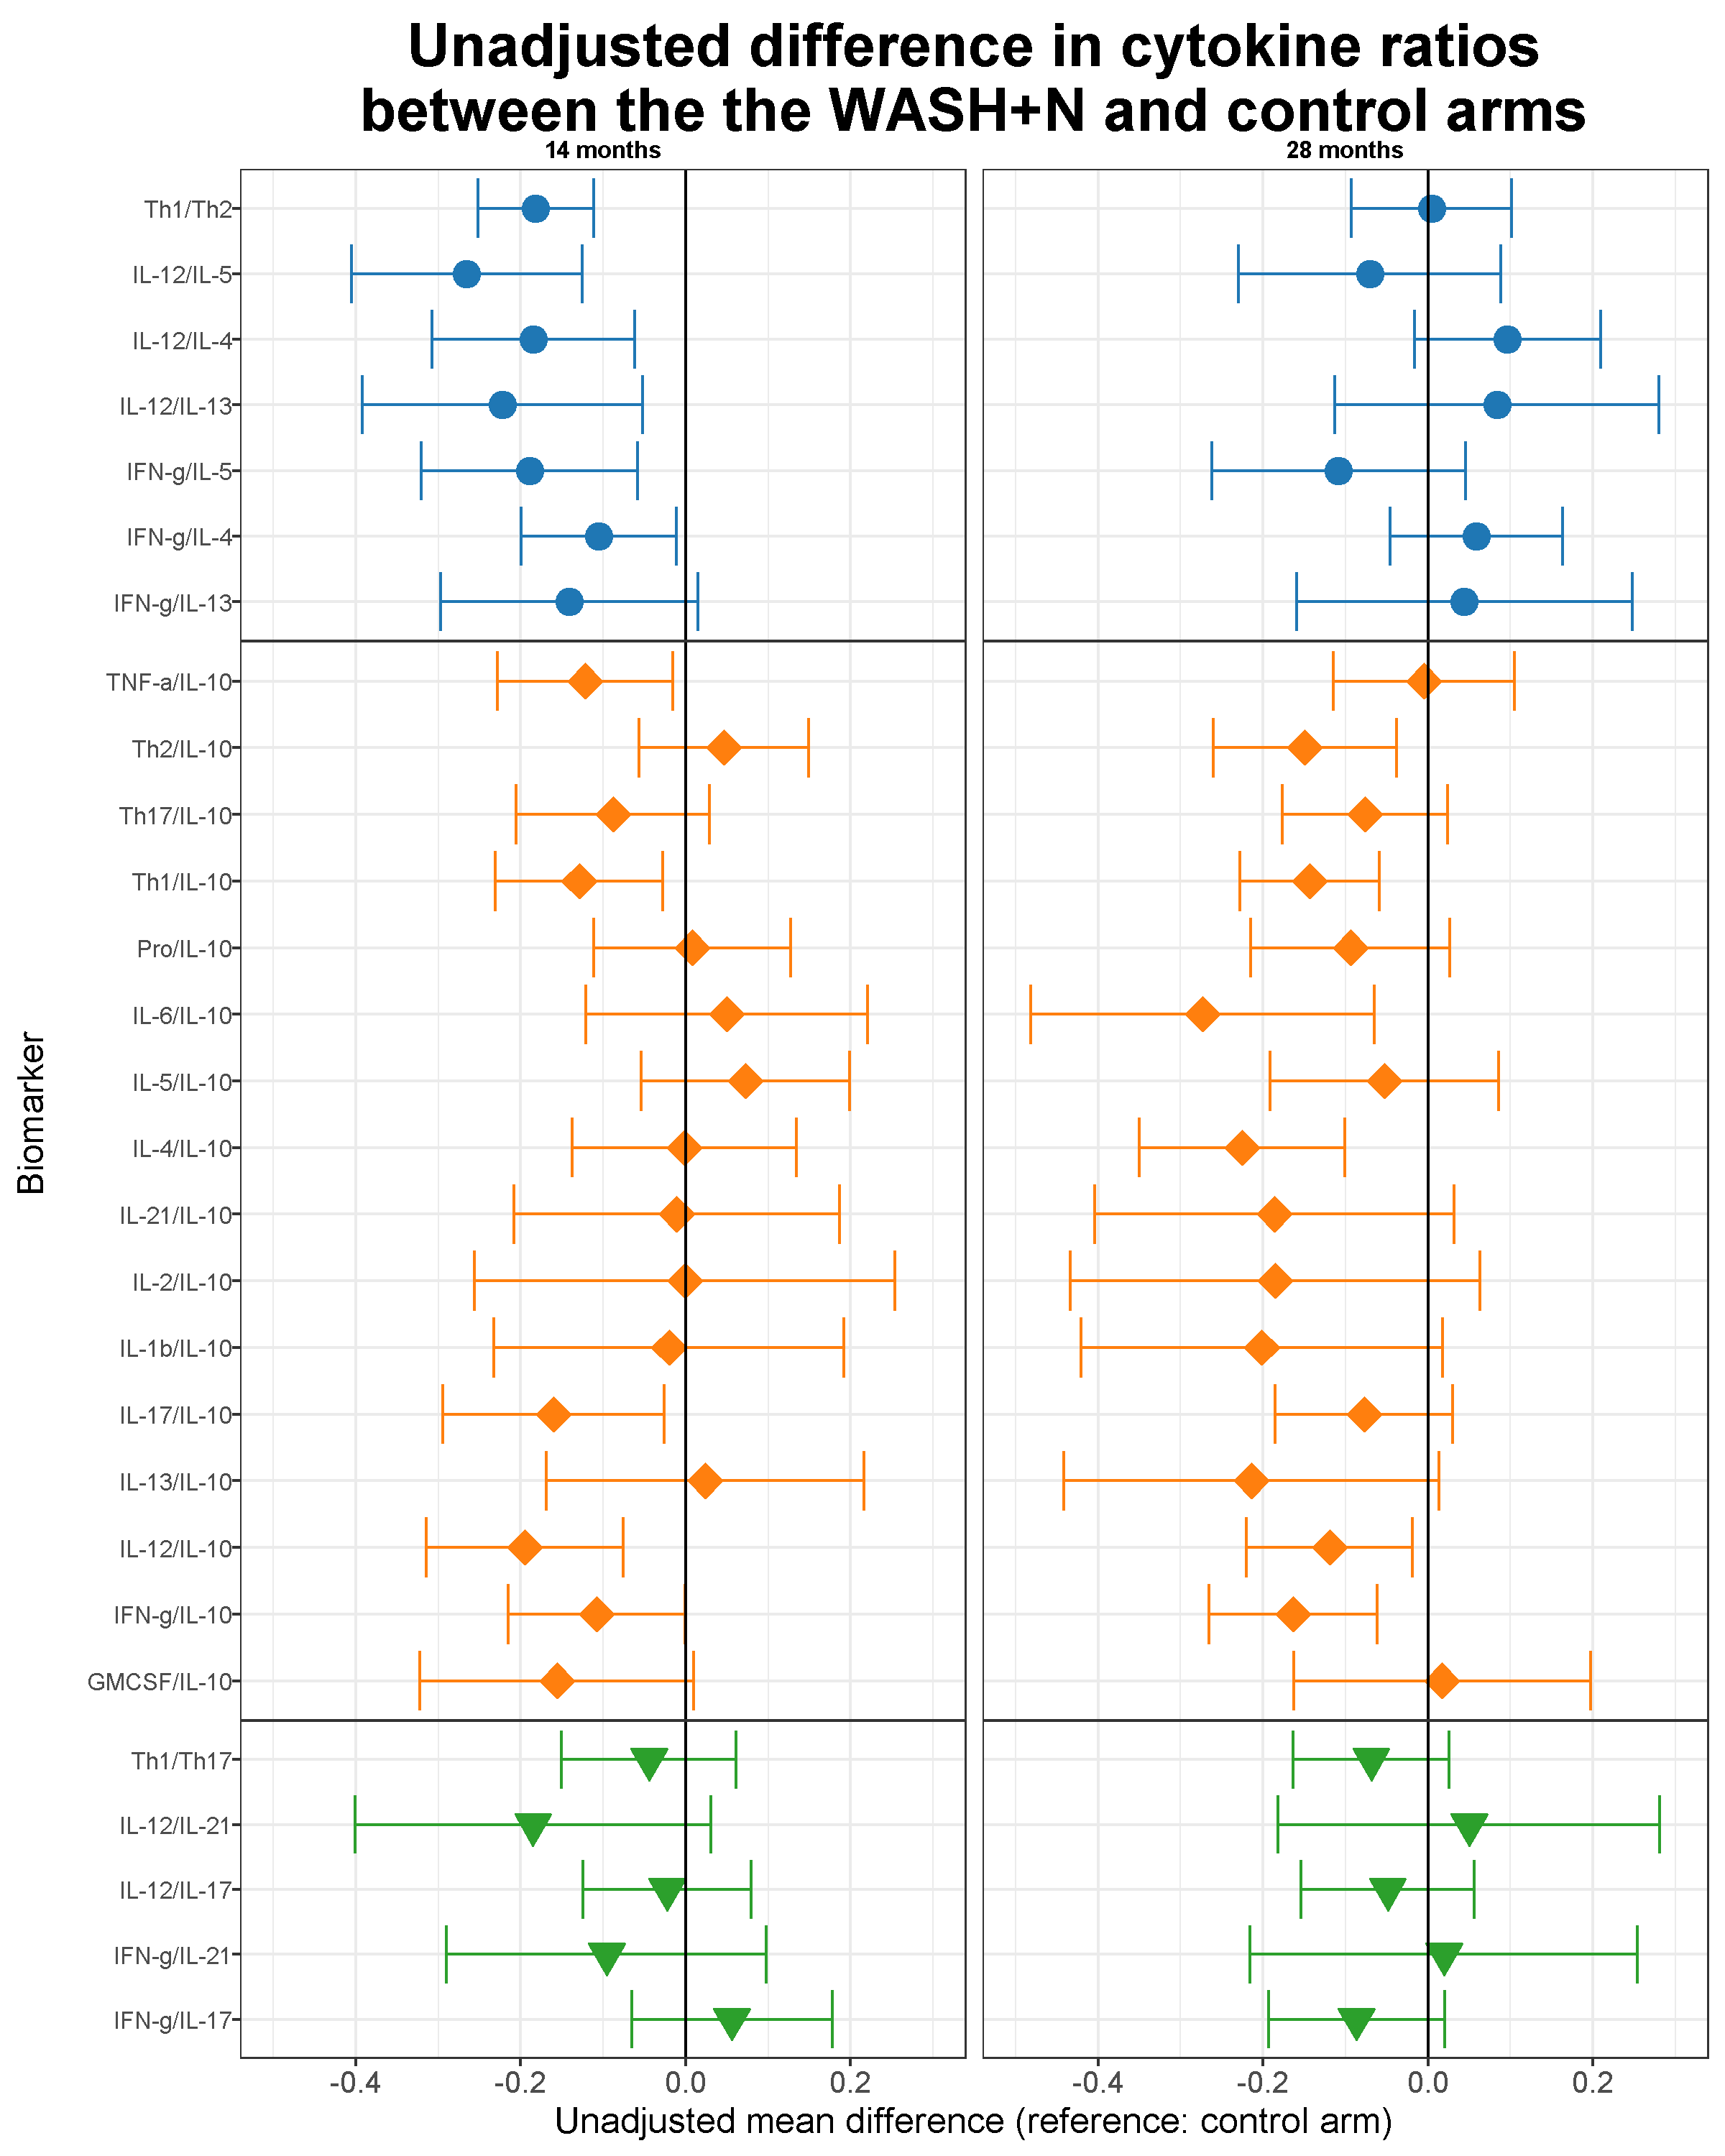 Unadjusted difference in cytokine ratios
between the the WASH+N and control arms
14 months
28 months
Biomarker
Th1/Th2
IL-12/IL-5
IL-12/IL-4
IL-12/IL-13
IFN-g/IL-5
IFN-g/IL-4
IFN-g/IL-13
TNF-a/IL-10
Th2/IL-10
Th17/IL-10
Th1/IL-10
Pro/IL-10
IL-6/IL-10
IL-5/IL-10
IL-4/IL-10
IL-21/IL-10
IL-2/IL-10
IL-1b/IL-10
IL-17/IL-10
IL-13/IL-10
IL-12/IL-10
IFN-g/IL-10
GMCSF/IL-10
Th1/Th17
IL-12/IL-21
IL-12/IL-17
IFN-g/IL-21
IFN-g/IL-17
-0.4 -0.2 0.0 0.2
-0.4 -0.2 0.0 0.2
Unadjusted mean difference (reference: control arm)